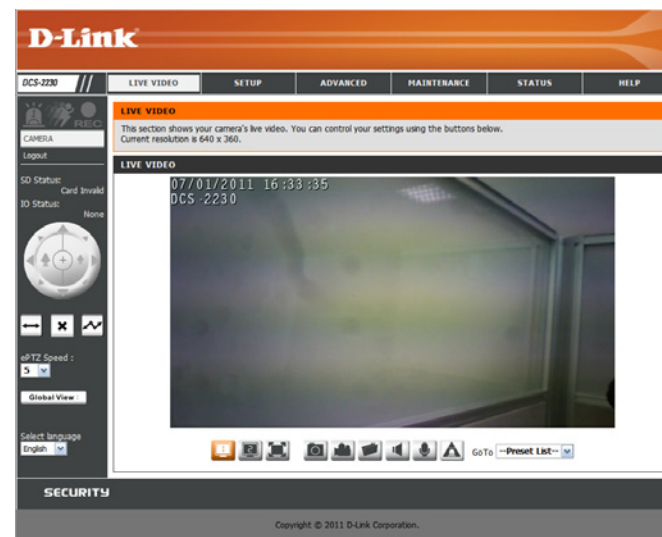 D-Link
DCS-2230
LIVE VIDEO SETUP ADVANCED MAINTENANCE STATUS HELP
REC
CAMERA
Logout
SD Status:
Card Invalid
IO Status:
None
ePTZ Speed :
5
Global View :
Select language
English
LIVE VIDEO
This section shows your camera's live video. You can control your settings using the buttons below.
Current resolution is 640 x 360.
LIVE VIDEO
07/01/2011 16:33:35
DCS-2230
1 2
GoTo --Preset List--
SECURITY
Copyright © 2011 D-Link Corporation.